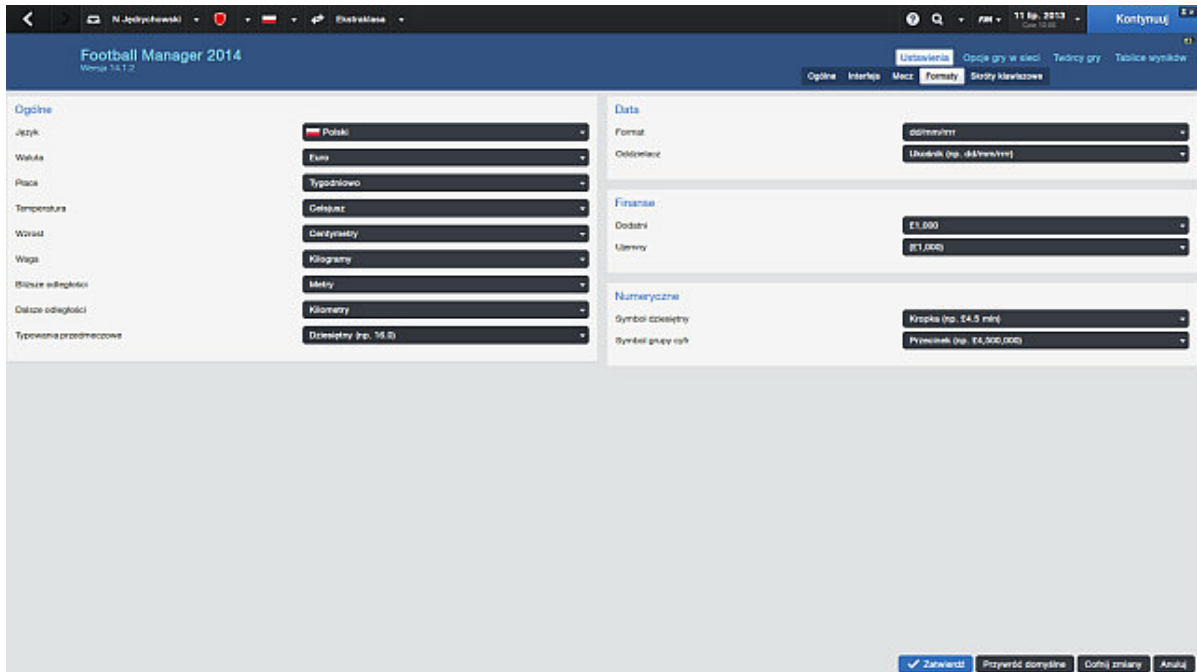 N Jędrychowski
Ekstraklasa
FM
11 lip. 2013
Kontynuuj
Football Manager 2014
Wersja 14.1.2
Ustawienia Opcje gry w sieci Twórcy gry Tablice wyników
Ogólne Interfejs Mecz Formaty Skróty klawiszowe
Ogólne
Język Polski
Waluta Euro
Płaca Tygodniowo
Temperatura Celsjusz
Wzrost Centymetry
Waga Kilogramy
Bliższe odległości Metry
Dalsze odległości Kilometry
Typowania przedmeczowe Dziesiętny (np. 16.0)
Data
Format dd/mm/rrrr
Oddzielacz Ukośnik (np. dd/mm/rrrr)
Finanse
Dodatni £1,000
Ujemny (£1,000)
Numeryczne
Symbol dziesiętny Kropka (np. £4.5 mln)
Symbol grupy cyfr Przecinek (np. £4,500,000)
Zatwierdź Przywróć domyślne Cofnij zmiany Anuluj